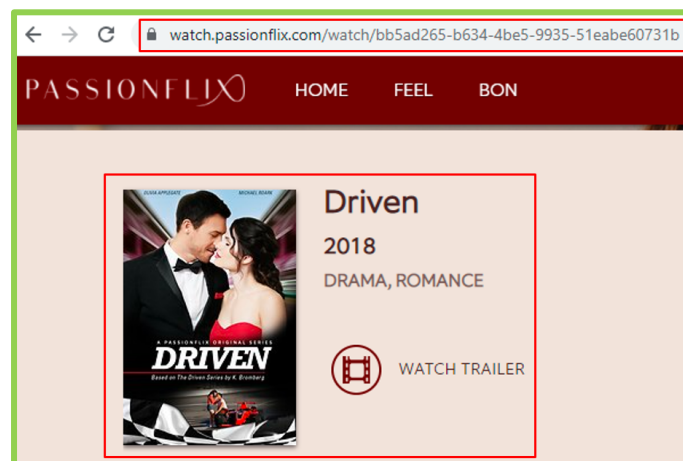 watch.passionflix.com/watch/bb5ad265-b634-4be5-9935-51eabe60731b
PASSIONFLIX
HOME
FEEL
BON
OLIVIA APPLEGATE
MICHAEL ROARK
A PASSIONFLIX ORIGINAL SERIES
DRIVEN
Based on The Driven Series by K. Bromberg
Driven
2018
DRAMA, ROMANCE
WATCH TRAILER